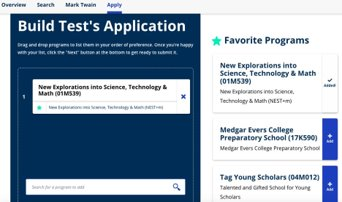 Overview Search Mark Twain Apply
Build Test's Application
Drag and drop programs to list them in your order of preference. Once you're
happy with your list, click the "Next" button at the bottom to get ready to submit it.
1
New Explorations into Science, Technology &
Math (01M539)
New Explorations into Science, Technology & Math (NEST+m)
Search for a program to add
Favorite Programs
New Explorations into
Science, Technology & Math
(01M539)
New Explorations into Science,
Technology & Math (NEST+m)
Added
Medgar Evers College
Preparatory School (17K590)
Medgar Evers College Preparatory School
Add
Tag Young Scholars (04M012)
Talented and Gifted School for Young
Scholars
Add